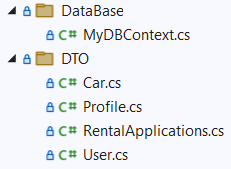 DataBase
C# MyDBContext.cs
DTO
C# Car.cs
C# Profile.cs
C# RentalApplications.cs
C# User.cs